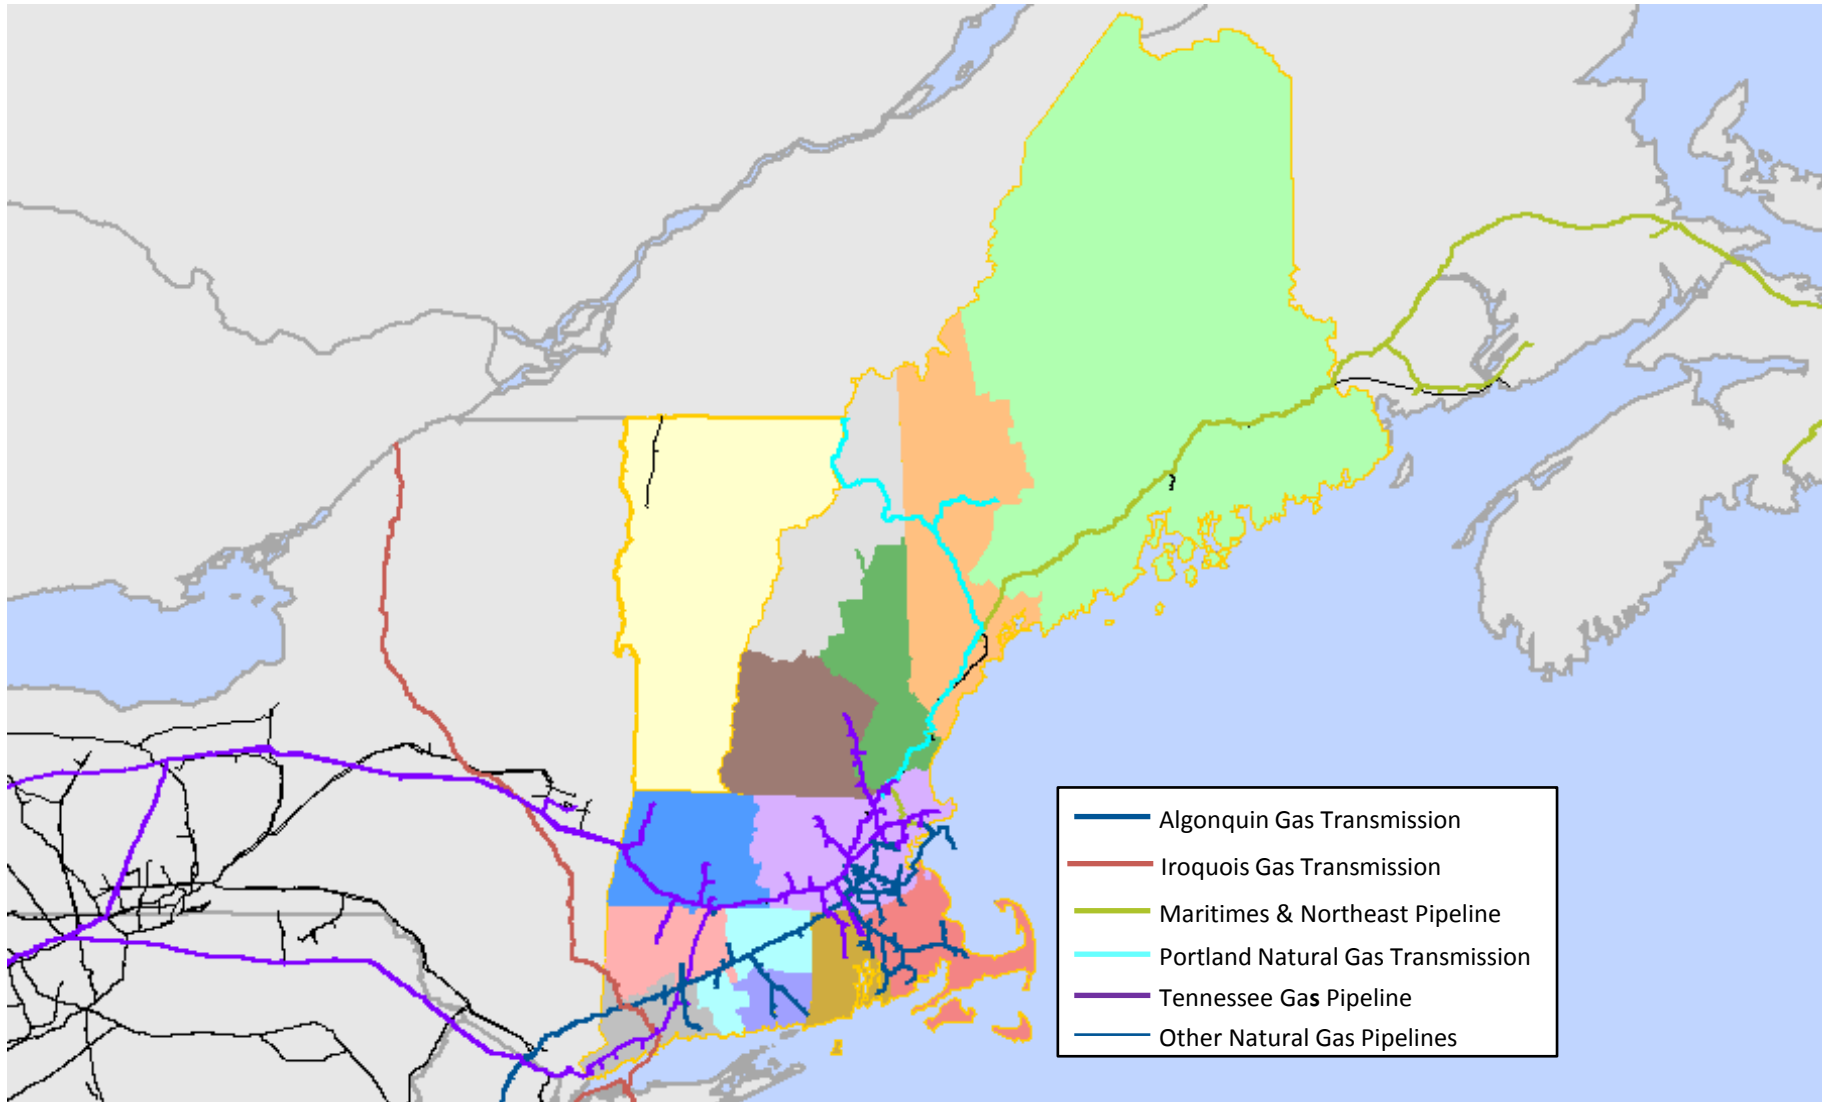 Algonquin Gas Transmission
Iroquois Gas Transmission
Maritimes & Northeast Pipeline
Portland Natural Gas Transmission
Tennessee Gas Pipeline
Other Natural Gas Pipelines